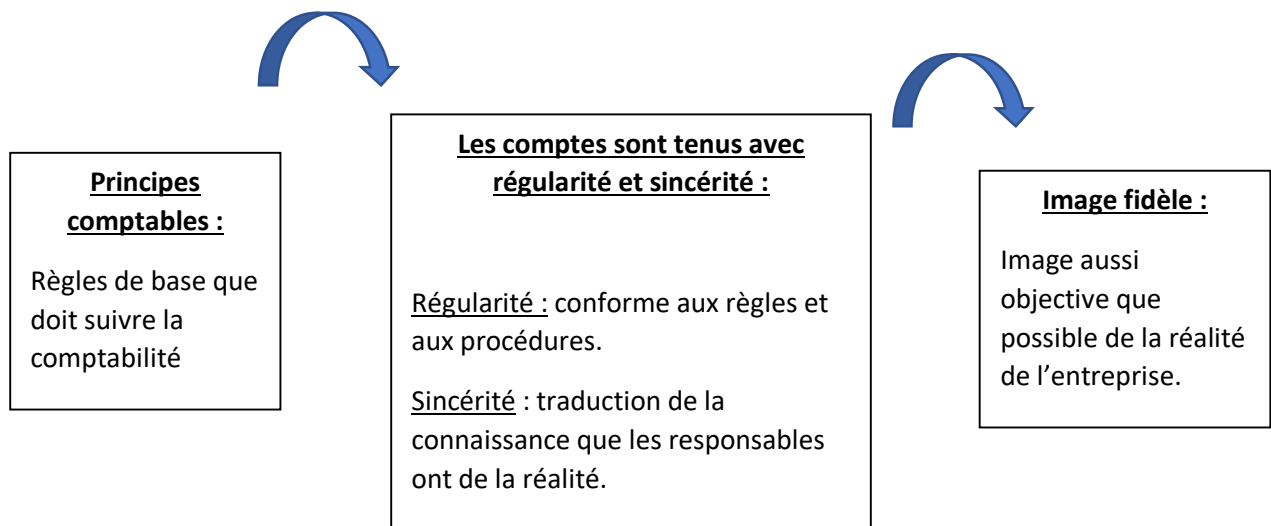 Principes
comptables :
Règles de base que
doit suivre la
comptabilité
Les comptes sont tenus avec
régularité et sincérité :
Régularité : conforme aux règles et
aux procédures.
Sincérité : traduction de la
connaissance que les responsables
ont de la réalité.
Image fidèle :
Image aussi
objective que
possible de la réalité
de l’entreprise.